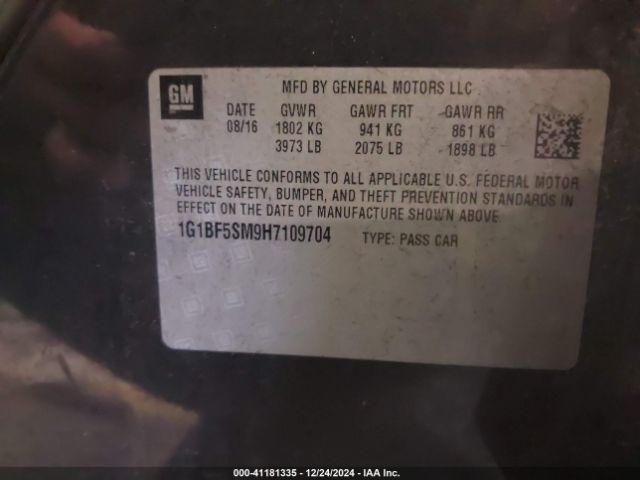 GM
MFD BY GENERAL MOTORS LLC
DATE GVWR GAWR FRT GAWR RR
08/16 1802 KG 941 KG 861 KG
3973 LB 2075 LB 1898 LB
THIS VEHICLE CONFORMS TO ALL APPLICABLE U.S. FEDERAL MOTOR
VEHICLE SAFETY, BUMPER, AND THEFT PREVENTION STANDARDS IN
EFFECT ON THE DATE OF MANUFACTURE SHOWN ABOVE.
1G1BF5SM9H7109704 TYPE: PASS CAR
000-41181335 - 12/24/2024 - IAA Inc.